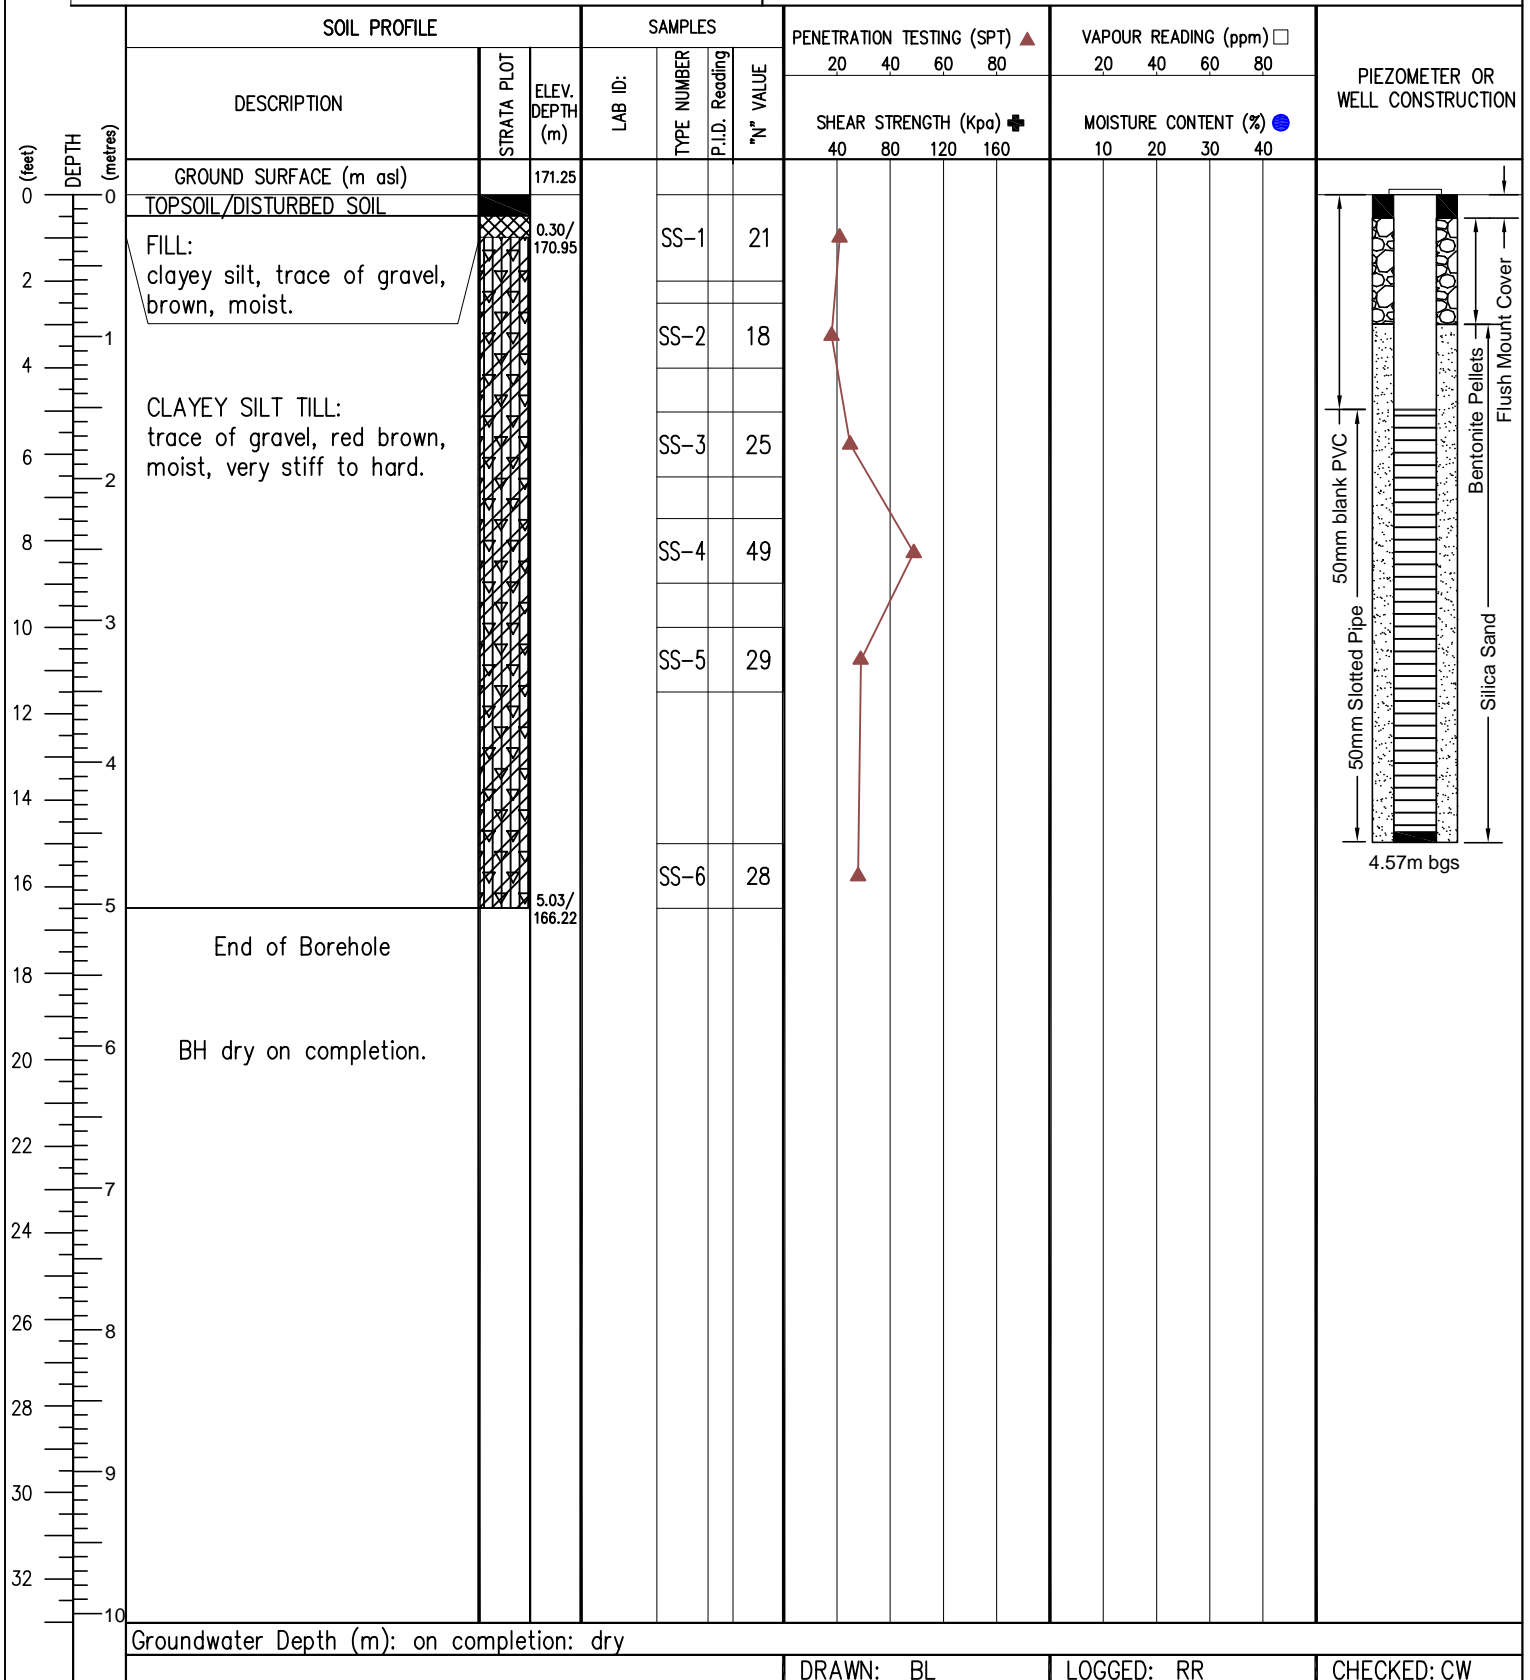 SOIL PROFILE
SAMPLES
PENETRATION TESTING (SPT)
20 40 60 80
SHEAR STRENGTH (Kpa)
40 80 120 160
VAPOUR READING (ppm)
20 40 60 80
MOISTURE CONTENT (%)
10 20 30 40
PIEZOMETER OR
WELL CONSTRUCTION
(feet)
DEPTH
(metres)
DESCRIPTION
STRATA PLOT
ELEV.
DEPTH
(m)
LAB ID:
TYPE NUMBER
P.I.D. Reading
"N" VALUE
GROUND SURFACE (m asl)
171.25
TOPSOIL/DISTURBED SOIL
0.30/
170.95
FILL:
clayey silt, trace of gravel,
brown, moist.
CLAYEY SILT TILL:
trace of gravel, red brown,
moist, very stiff to hard.
5.03/
166.22
End of Borehole
BH dry on completion.
SS-1 21
SS-2 18
SS-3 25
SS-4 49
SS-5 29
SS-6 28
0
2
4
6
8
10
12
14
16
18
20
22
24
26
28
30
32
0
1
2
3
4
5
6
7
8
9
10
50mm blank PVC
50mm Slotted Pipe
Bentonite Pellets
Silica Sand
Flush Mount Cover
4.57m bgs
Groundwater Depth (m): on completion: dry
DRAWN: BL
LOGGED: RR
CHECKED: CW